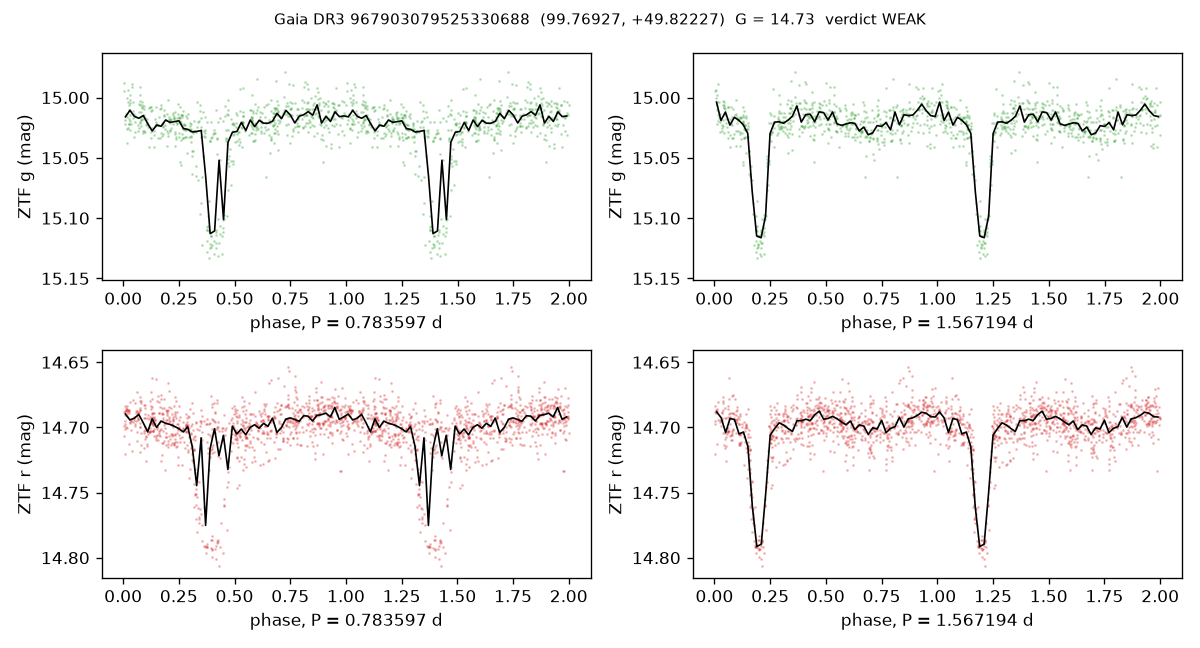 Gaia DR3 967903079525330688 (99.76927, +49.82227) G = 14.73 verdict WEAK
ZTF g (mag)
15.00
15.05
15.10
15.15
0.00 0.25 0.50 0.75 1.00 1.25 1.50 1.75 2.00
phase, P = 0.783597 d
ZTF g (mag)
15.00
15.05
15.10
15.15
0.00 0.25 0.50 0.75 1.00 1.25 1.50 1.75 2.00
phase, P = 1.567194 d
ZTF r (mag)
14.65
14.70
14.75
14.80
0.00 0.25 0.50 0.75 1.00 1.25 1.50 1.75 2.00
phase, P = 0.783597 d
ZTF r (mag)
14.65
14.70
14.75
14.80
0.00 0.25 0.50 0.75 1.00 1.25 1.50 1.75 2.00
phase, P = 1.567194 d